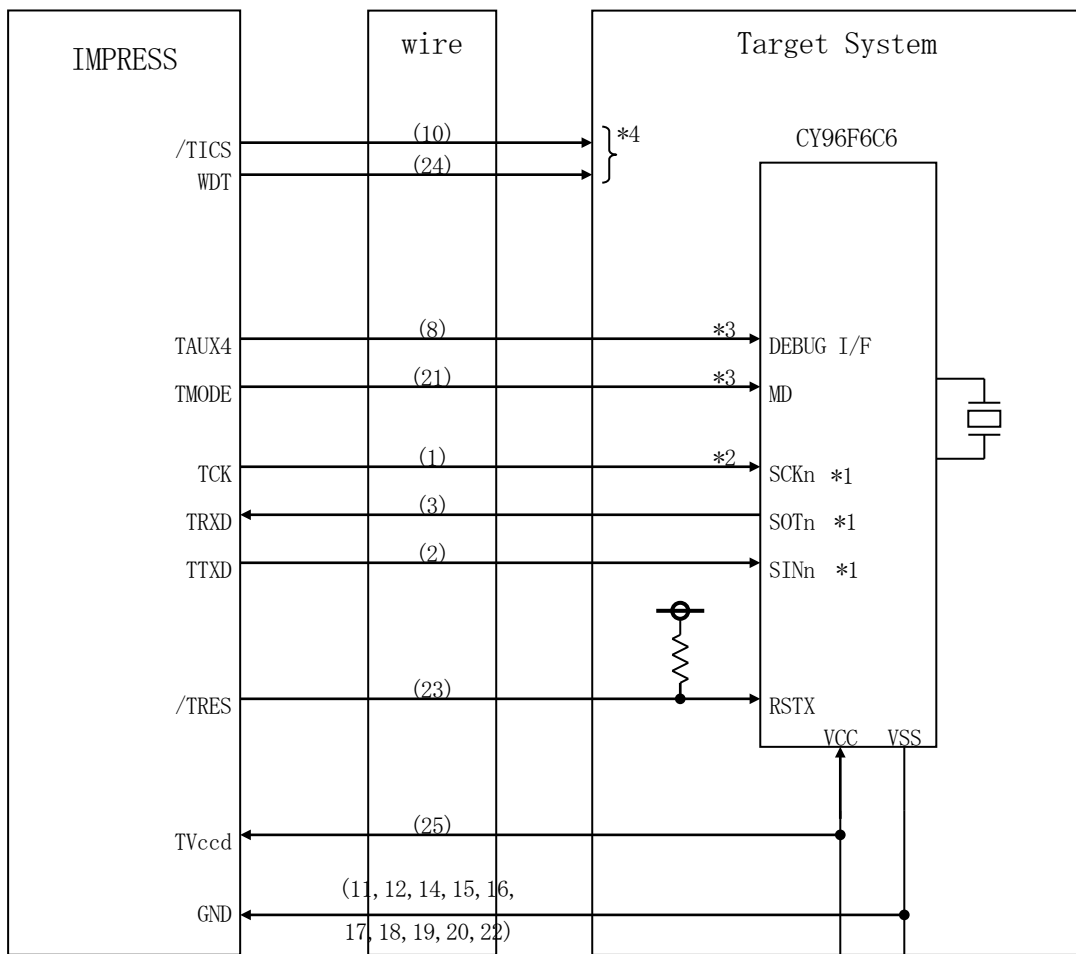 IMPRESS
wire
Target System
/TICS
(10)
*4
WDT
(24)
CY96F6C6
TAUX4
(8)
*3
DEBUG I/F
TMODE
(21)
*3
MD
TCK
(1)
*2
SCKn *1
TRXD
(3)
SOTn *1
TTXD
(2)
SINn *1
/TRES
(23)
RSTX
VCC VSS
TVccd
(25)
GND
(11, 12, 14, 15, 16,
17, 18, 19, 20, 22)